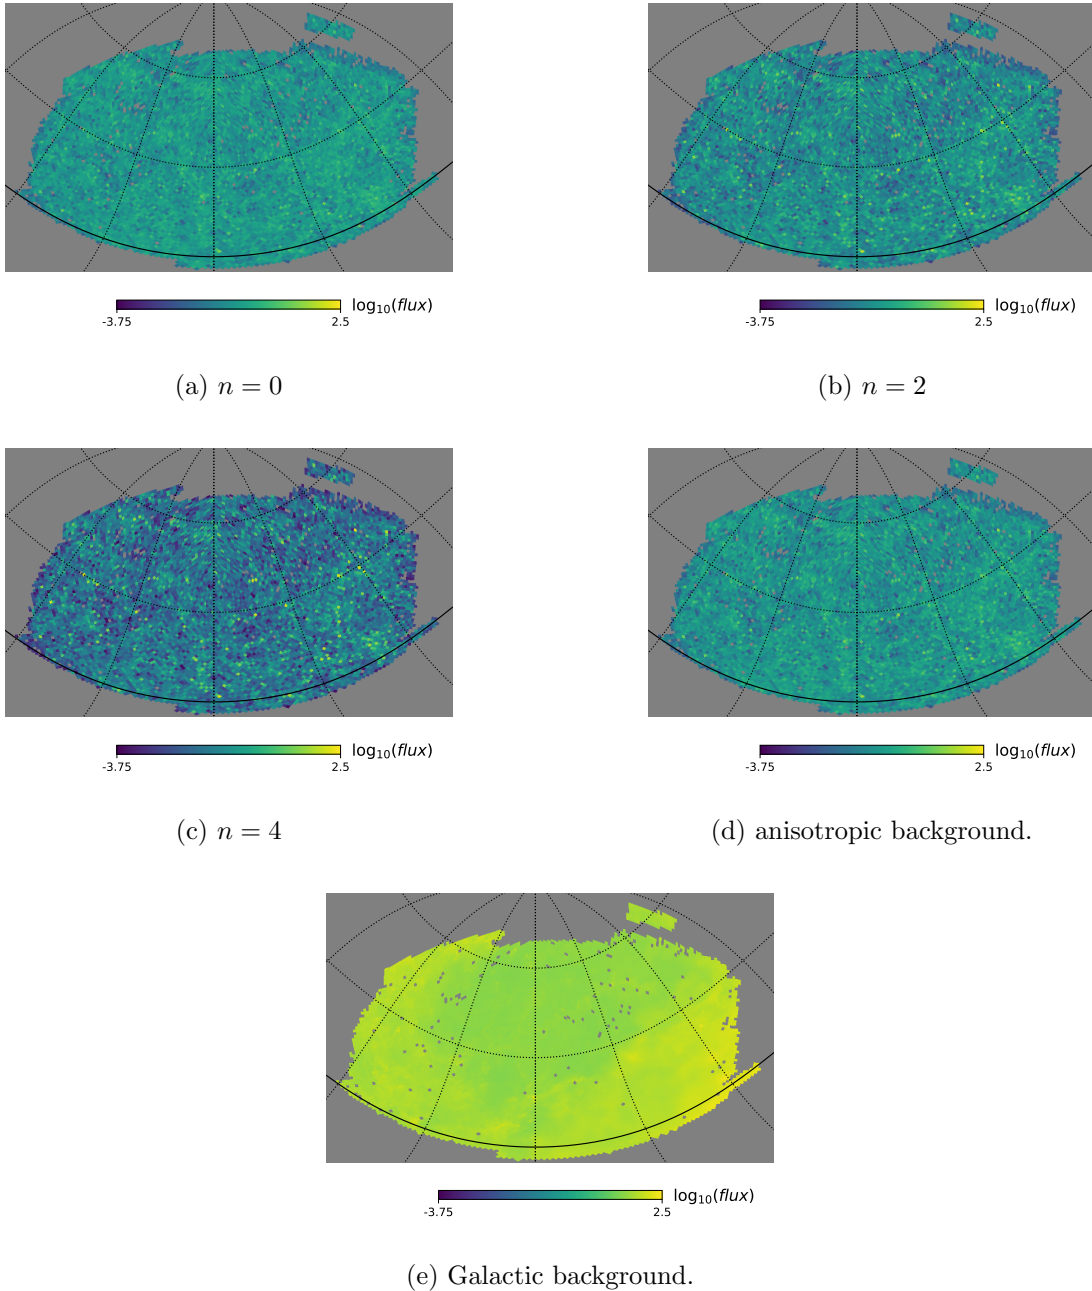 log₁₀(flux)
-3.75 2.5
(a) n = 0
log₁₀(flux)
-3.75 2.5
(b) n = 2
log₁₀(flux)
-3.75 2.5
(c) n = 4
log₁₀(flux)
-3.75 2.5
(d) anisotropic background.
log₁₀(flux)
-3.75 2.5
(e) Galactic background.